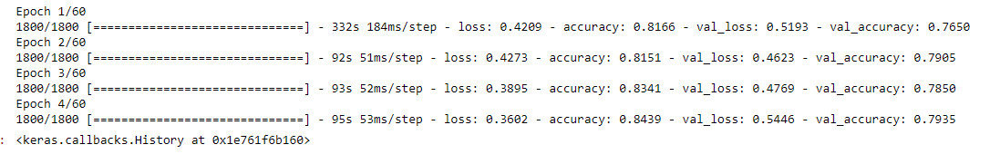 Epoch 1/60
1800/1800 [==============================] - 332s 184ms/step - loss: 0.4209 - accuracy: 0.8166 - val_loss: 0.5193 - val_accuracy: 0.7650
Epoch 2/60
1800/1800 [==============================] - 92s 51ms/step - loss: 0.4273 - accuracy: 0.8151 - val_loss: 0.4623 - val_accuracy: 0.7905
Epoch 3/60
1800/1800 [==============================] - 93s 52ms/step - loss: 0.3895 - accuracy: 0.8341 - val_loss: 0.4769 - val_accuracy: 0.7850
Epoch 4/60
1800/1800 [==============================] - 95s 53ms/step - loss: 0.3602 - accuracy: 0.8439 - val_loss: 0.5446 - val_accuracy: 0.7935
: <keras.callbacks.History at 0x1e761f6b160>